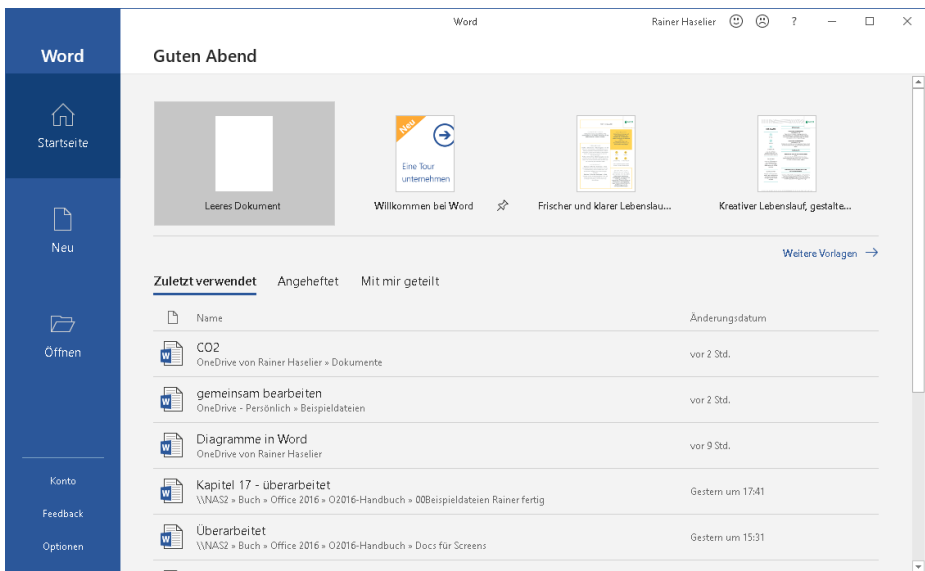 Word
Rainer Haselier
?
Word
Guten Abend
Startseite
Neu
Öffnen
Konto
Feedback
Optionen
Neu
Eine Tour
unternehmen
Leeres Dokument
Willkommen bei Word
Frischer und klarer Lebenslau...
Kreativer Lebenslauf, gestalte...
Weitere Vorlagen
Zuletzt verwendet Angeheftet Mit mir geteilt
Name Änderungsdatum
CO2
OneDrive von Rainer Haselier » Dokumente
vor 2 Std.
gemeinsam bearbeiten
OneDrive - Persönlich » Beispieldateien
vor 2 Std.
Diagramme in Word
OneDrive von Rainer Haselier
vor 9 Std.
Kapitel 17 - überarbeitet
\\NAS2 » Buch » Office 2016 » O2016-Handbuch » 00Beispieldateien Rainer fertig
Gestern um 17:41
Überarbeitet
\\NAS2 » Buch » Office 2016 » O2016-Handbuch » Docs für Screens
Gestern um 15:31